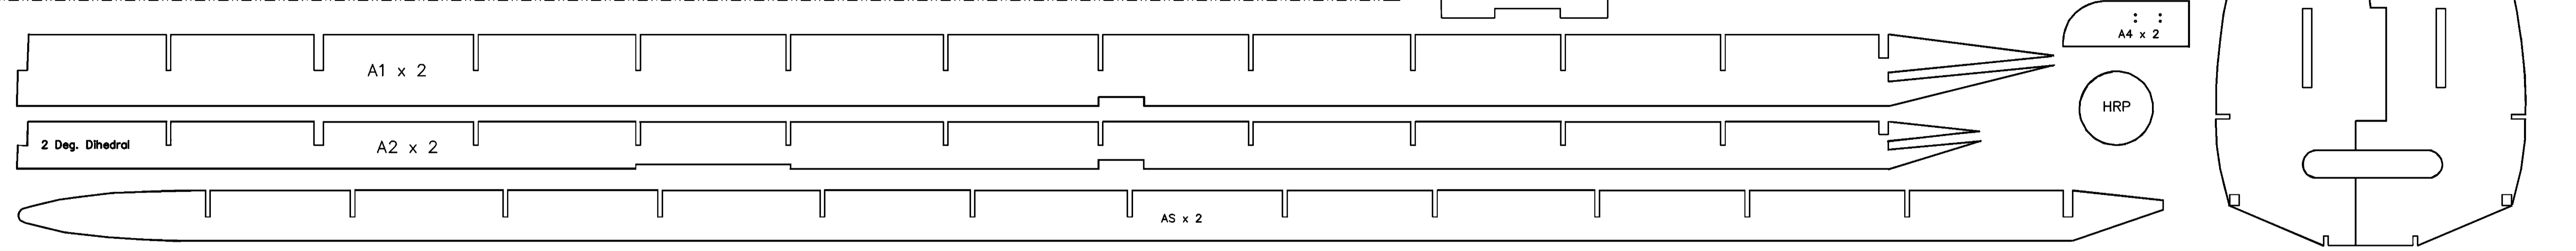 A4 x 2
A1 x 2
HRP
2 Deg. Dihedral
A2 x 2
AS x 2